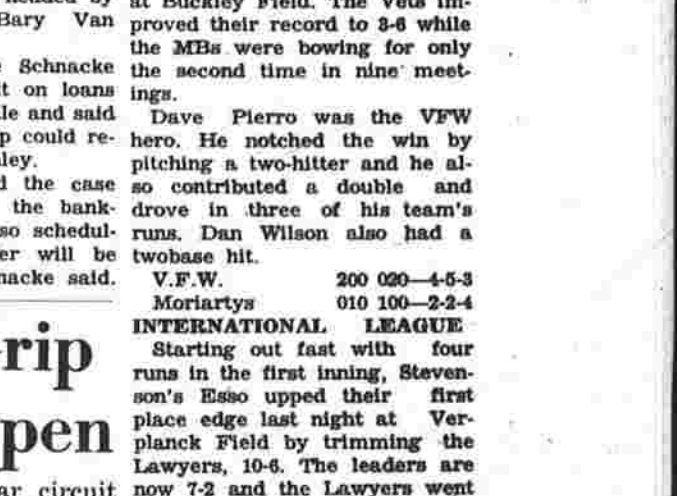 Bary Van
Schnacke
t on loans
le and said
p could re-
ley.
d the case
the bank-
so schedul-
er will be
nacke said.
rip
pen
ar circuit
at Buckley Field. The Vets im-
proved their record to 3-6 while
the MBs were bowing for only
the second time in nine meet-
ings.
Dave Pierro was the VFW
hero. He notched the win by
pitching a two-hitter and he al-
so contributed a double and
drove in three of his team's
runs. Dan Wilson also had a
twobase hit.
V.F.W. 200 020—4-5-3
Moriartys 010 100—2-2-4
INTERNATIONAL LEAGUE
Starting out fast with four
runs in the first inning, Steven-
son's Esso upped their first
place edge last night at Ver-
planck Field by trimming the
Lawyers, 10-6. The leaders are
now 7-2 and the Lawyers went